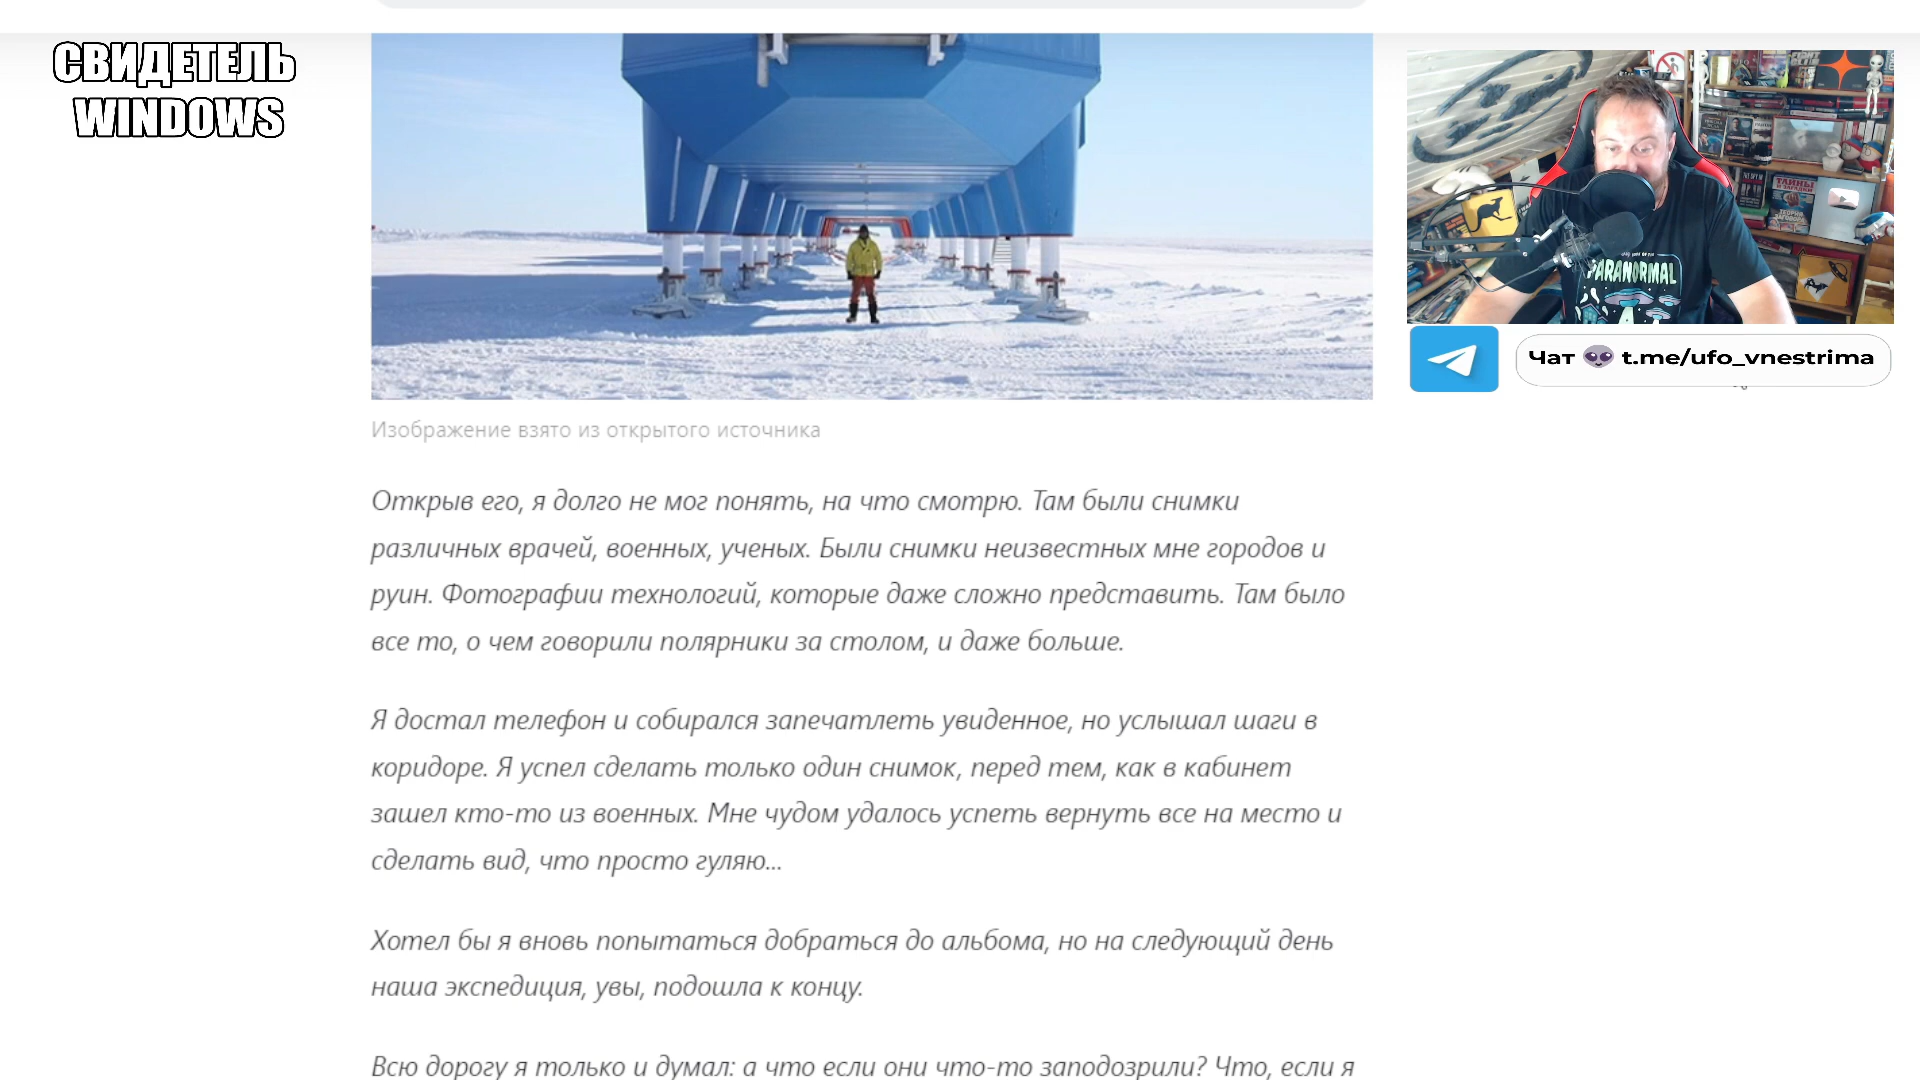 СВИДЕТЕЛЬ
WINDOWS
PARANORMAL
ТАЙНЫ
Чат t.me/ufo_vnestrima
Изображение взято из открытого источника
Открыв его, я долго не мог понять, на что смотрю. Там были снимки
различных врачей, военных, ученых. Были снимки неизвестных мне городов и
руин. Фотографии технологий, которые даже сложно представить. Там было
все то, о чем говорили полярники за столом, и даже больше.
Я достал телефон и собирался запечатлеть увиденное, но услышал шаги в
коридоре. Я успел сделать только один снимок, перед тем, как в кабинет
зашел кто-то из военных. Мне чудом удалось успеть вернуть все на место и
сделать вид, что просто гуляю...
Хотел бы я вновь попытаться добраться до альбома, но на следующий день
наша экспедиция, увы, подошла к концу.
Всю дорогу я только и думал: а что если они что-то заподозрили? Что, если я